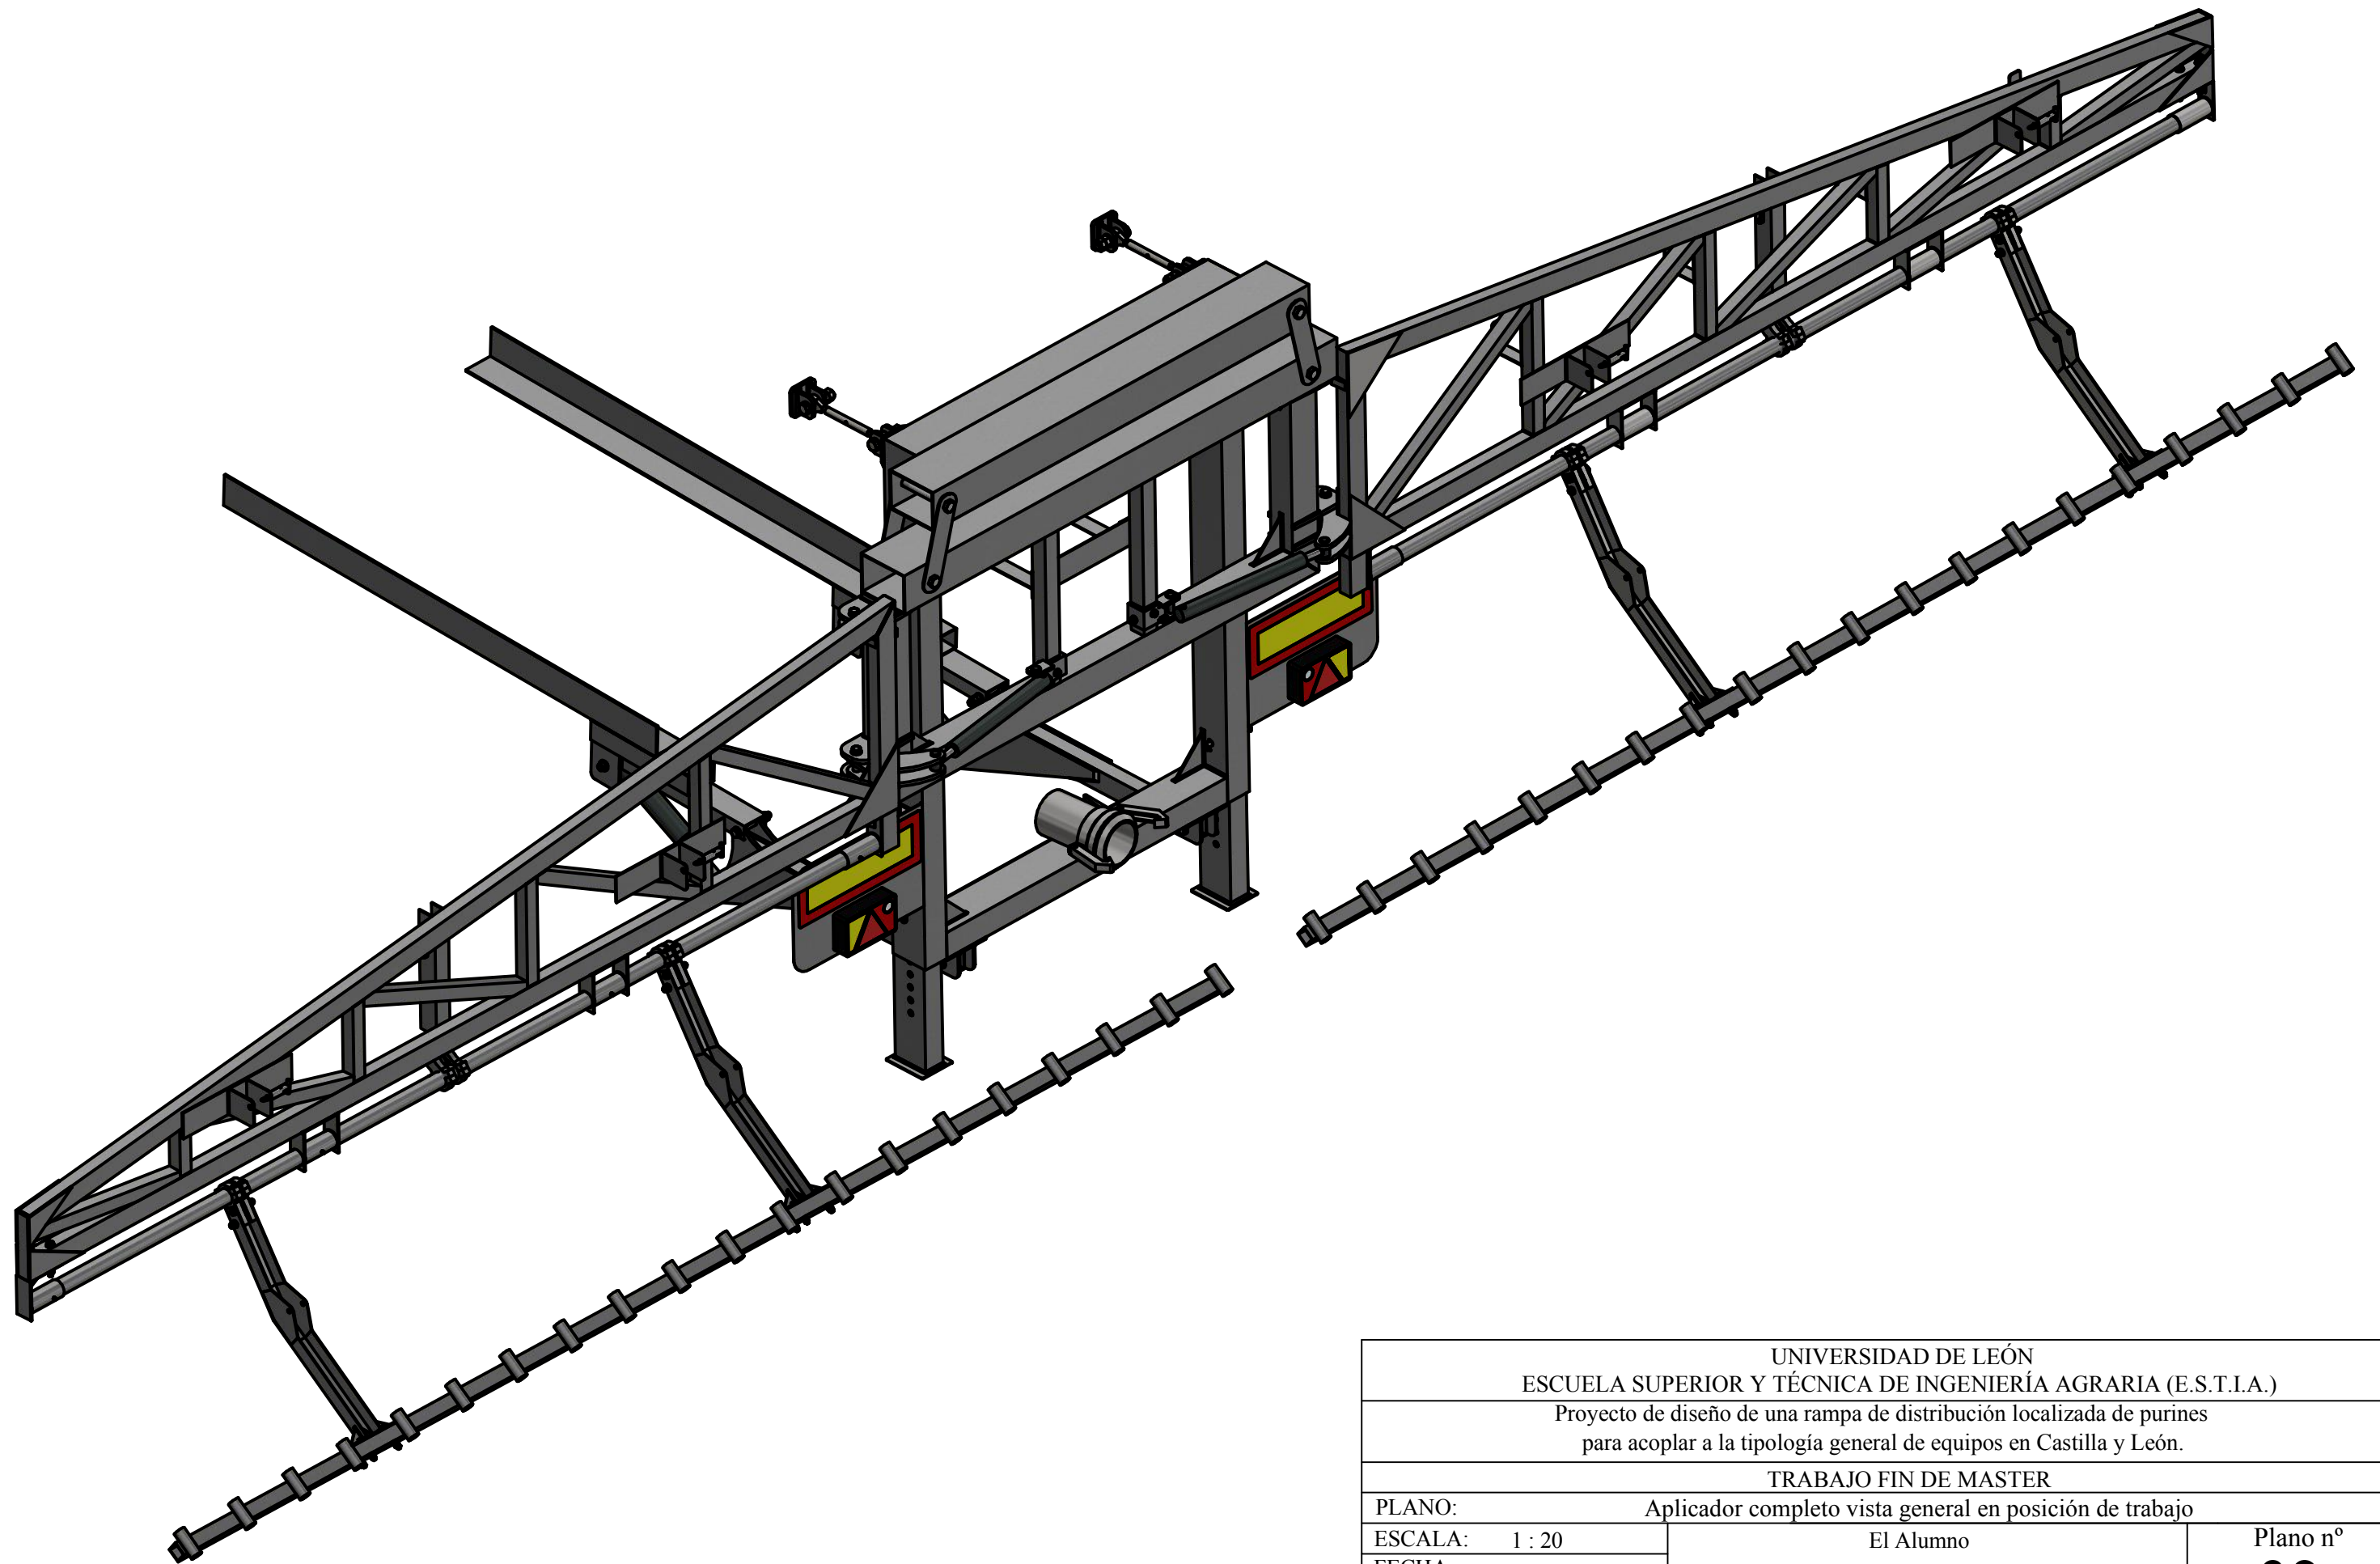 UNIVERSIDAD DE LEÓN
ESCUELA SUPERIOR Y TÉCNICA DE INGENIERÍA AGRARIA (E.S.T.I.A.)
Proyecto de diseño de una rampa de distribución localizada de purines
para acoplar a la tipología general de equipos en Castilla y León.
TRABAJO FIN DE MASTER
PLANO: Aplicador completo vista general en posición de trabajo
ESCALA: 1 : 20 El Alumno Plano nº